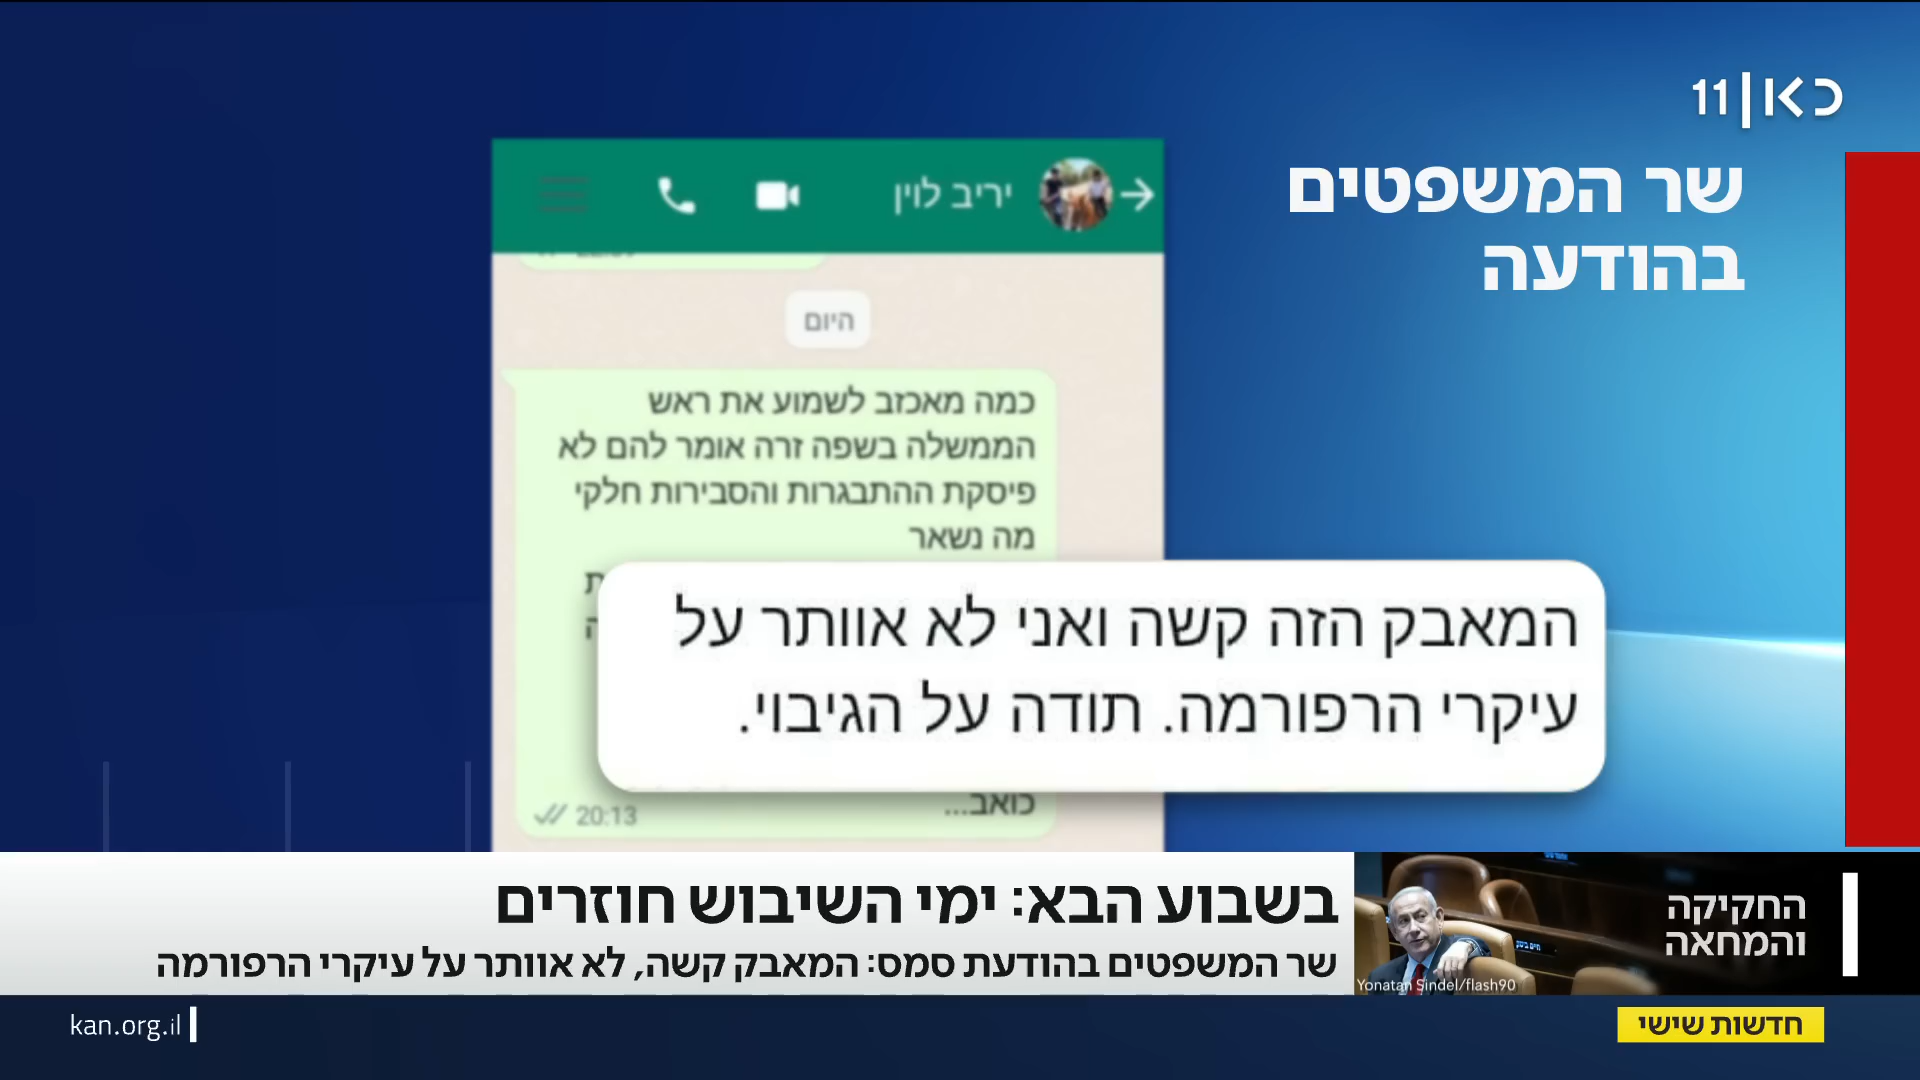 כאן 11
שר המשפטים
בהודעה
יריב לוין
היום
כמה מאכזב לשמוע את ראש
הממשלה בשפה זרה אומר להם לא
פיסקת ההתבגרות והסבירות חלקי
מה נשאר
ת
ה
המאבק הזה קשה ואני לא אוותר על
עיקרי הרפורמה. תודה על הגיבוי.
כואב...
20:13
החקיקה
והמחאה
Yonatan Sindel/flash90
בשבוע הבא: ימי השיבוש חוזרים
שר המשפטים בהודעת סמס: המאבק קשה, לא אוותר על עיקרי הרפורמה
חדשות שישי
kan.org.il